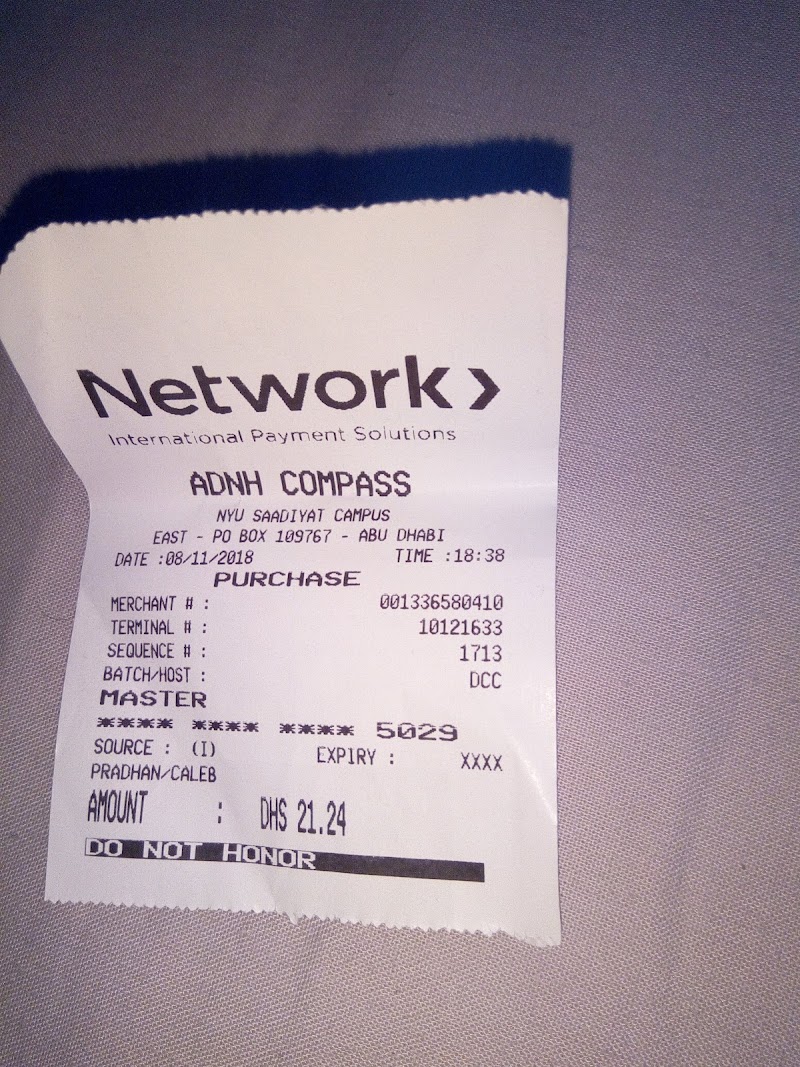 Network>
International Payment Solutions
ADNH COMPASS
NYU SAADIYAT CAMPUS
EAST - PO BOX 109767 - ABU DHABI
DATE :08/11/2018 TIME :18:38
PURCHASE
MERCHANT # : 001336580410
TERMINAL # : 10121633
SEQUENCE # : 1713
BATCH/HOST : DCC
MASTER
**** **** **** 5029
SOURCE : (I) EXPIRY : XXXX
PRADHAN/CALEB
AMOUNT : DHS 21.24
DO NOT HONOR